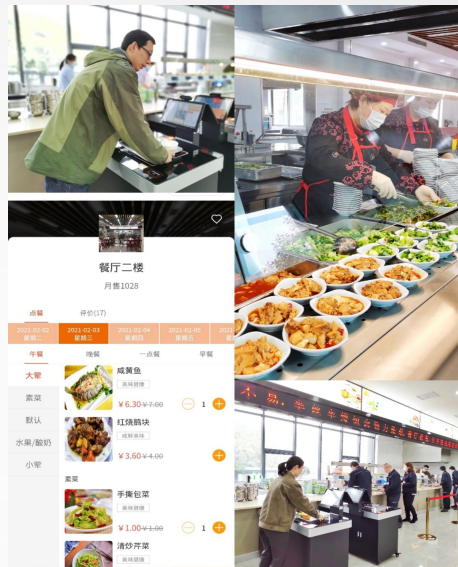 餐厅二楼
月售1028
点餐 评价(17)
2021-02-02 2021-02-03 2021-02-04 2021-02-05 202
星期二 星期三 星期四 星期五
午餐 晚餐 一点餐 早餐
大荤
素菜
默认
水果/酸奶
小荤
咸黄鱼
美味健康
￥6.30 ￥7.00 1
红烧鹅块
咸鲜美味
￥3.60 ￥4.00
素菜
手撕包菜
美味健康
￥1.00 ￥1.00 1
清炒芹菜
美味健康